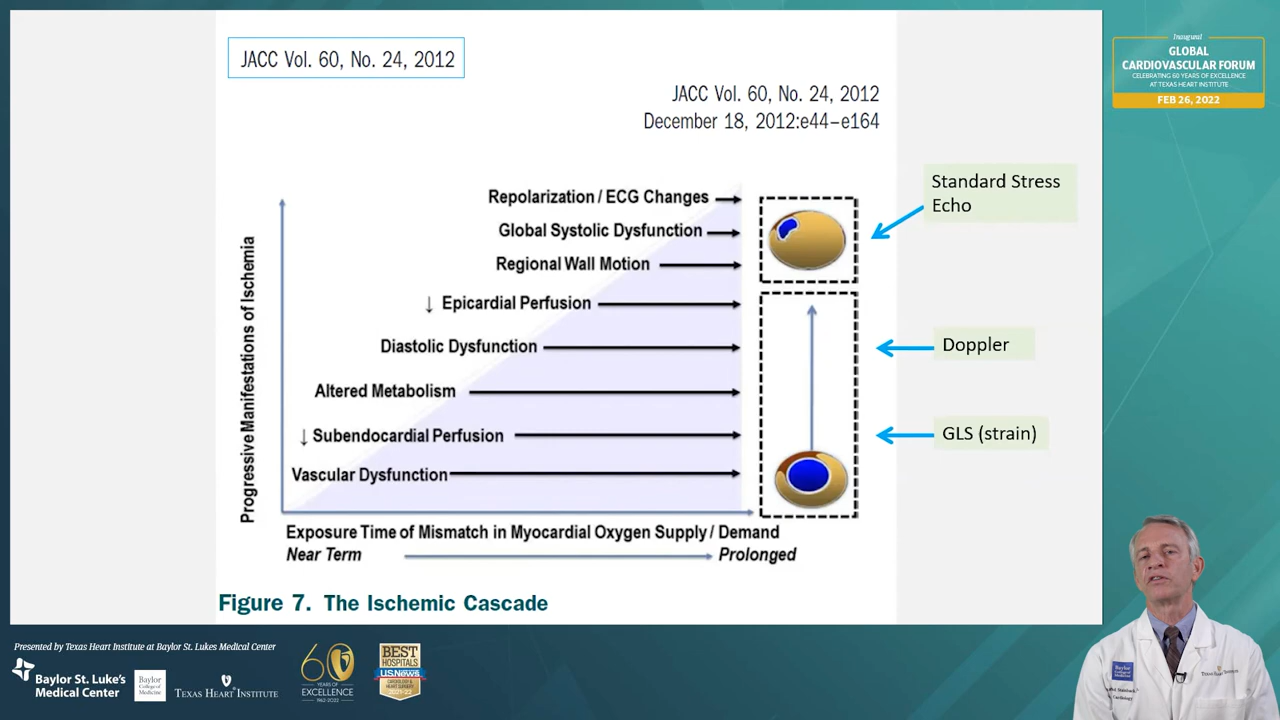 JACC Vol. 60, No. 24, 2012
JACC Vol. 60, No. 24, 2012
December 18, 2012:e44–e164
Inaugural
GLOBAL
CARDIOVASCULAR FORUM
CELEBRATING 60 YEARS OF EXCELLENCE
AT TEXAS HEART INSTITUTE
FEB 26, 2022
Progressive Manifestations of Ischemia
Repolarization / ECG Changes
Global Systolic Dysfunction
Regional Wall Motion
↓ Epicardial Perfusion
Diastolic Dysfunction
Altered Metabolism
↓ Subendocardial Perfusion
Vascular Dysfunction
Standard Stress
Echo
Doppler
GLS (strain)
Exposure Time of Mismatch in Myocardial Oxygen Supply / Demand
Near Term
Prolonged
Figure 7. The Ischemic Cascade
Presented by Texas Heart Institute at Baylor St. Lukes Medical Center
Baylor St. Luke's
Medical Center
Baylor
College of
Medicine
TEXAS HEART INSTITUTE
60
YEARS OF
EXCELLENCE
1962-2022
BEST
HOSPITALS
U.S. News